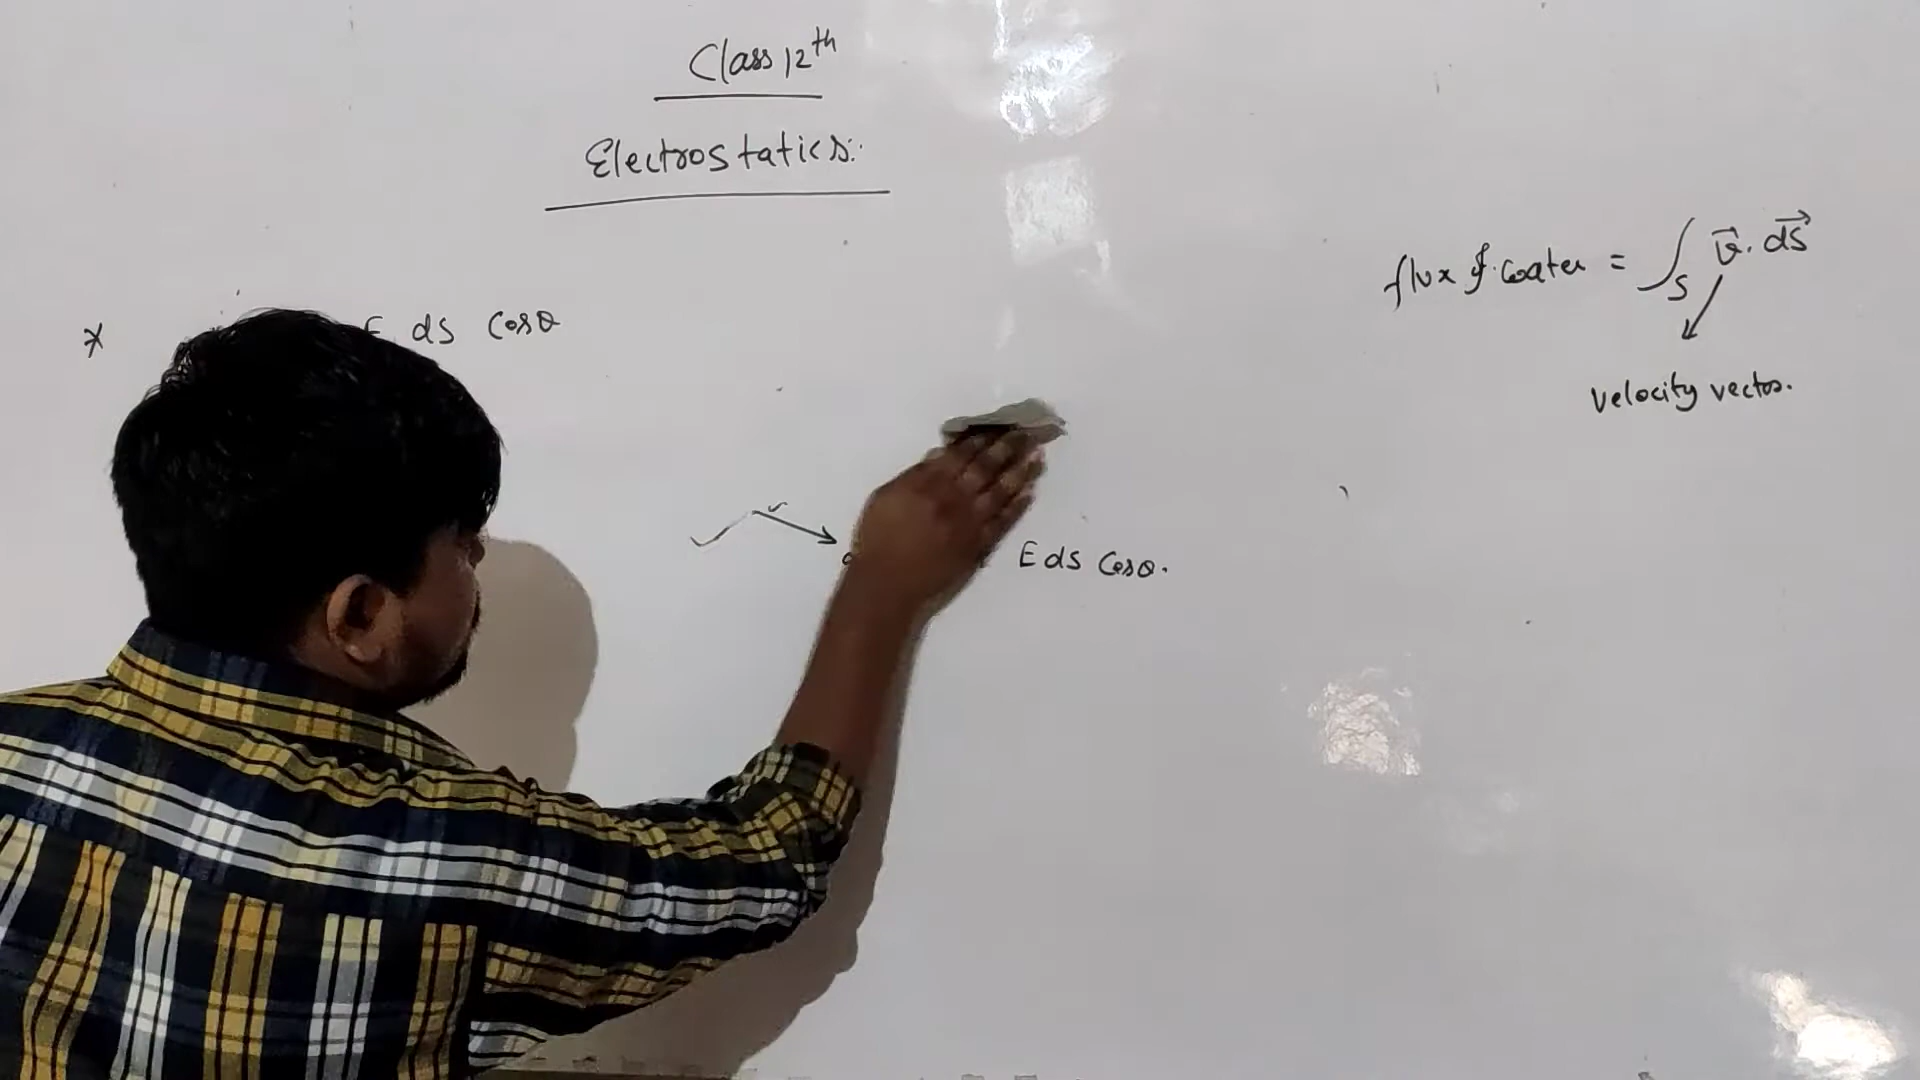 Class 12th
Electrostatics:
flux of water = ∫S v⃗. ds⃗
* E ds Cosθ
velocity vector.
E ds Cosθ.